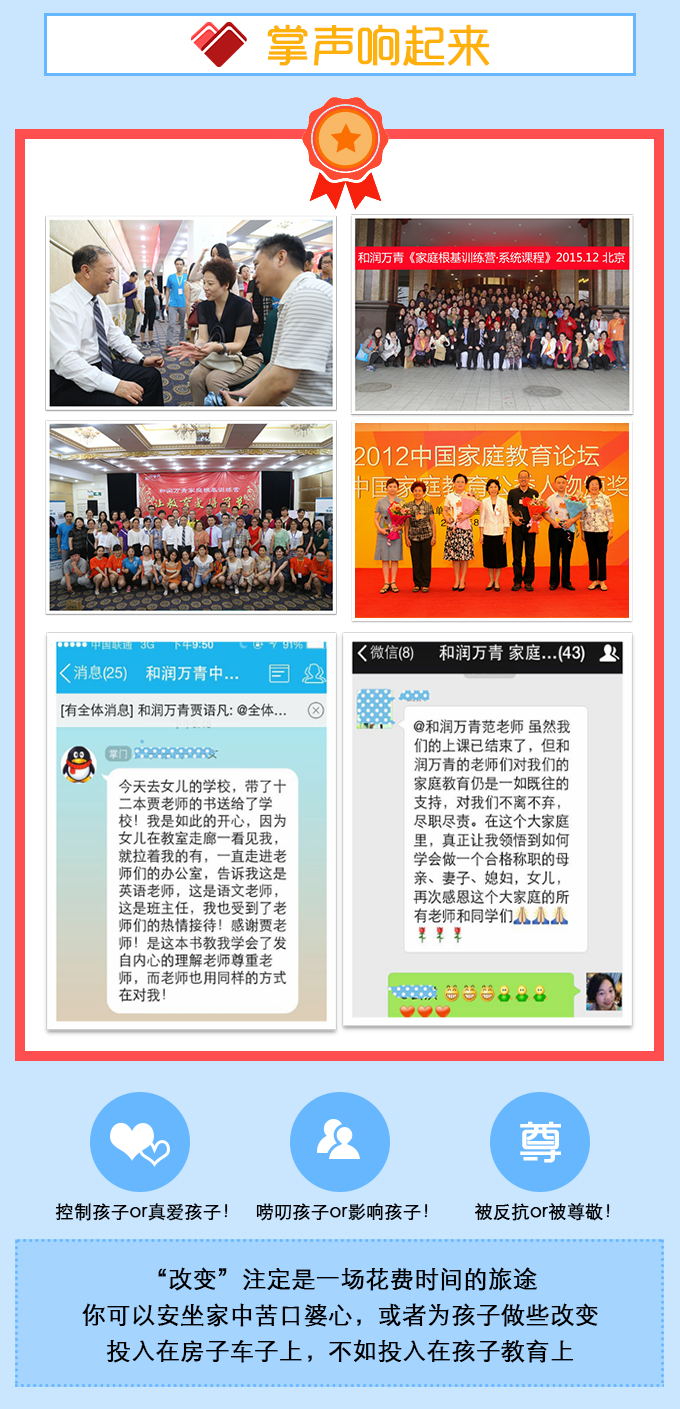 掌声响起来
和润万青《家庭根基训练营·系统课程》2015.12 北京
和润万青家庭根基训练营
2012中国家庭教育论坛
中国家庭教育
奖
中国联通 3G 下午9:50 91%
消息(25) 和润万青中...
[有全体消息] 和润万青贾语凡: @全体...
掌门
今天去女儿的学校，带了十
二本贾老师的书送给了学
校！我是如此的开心，因为
女儿在教室走廊一看见我，
就拉着我的有，一直走进老
师们的办公室，告诉我这是
英语老师，这是语文老师，
这是班主任，我也受到了老
师们的热情接待！感谢贾老
师！是这本书教我学会了发
自内心的理解老师尊重老
师，而老师也用同样的方式
在对我！
微信(8) 和润万青 家庭...(43)
@和润万青范老师 虽然我
们的上课已结束了，但和
润万青的老师们对我们的
家庭教育仍是一如既往的
支持，对我们不离不弃，
尽职尽责。在这个大家庭
里，真正让我领悟到如何
学会做一个合格称职的母
亲、妻子、媳妇，女儿，
再次感恩这个大家庭的所
有老师和同学们🙏🙏🙏
🌹🌹🌹
尊
控制孩子or真爱孩子！
唠叨孩子or影响孩子！
被反抗or被尊敬！
“改变”注定是一场花费时间的旅途
你可以安坐家中苦口婆心，或者为孩子做些改变
投入在房子车子上，不如投入在孩子教育上